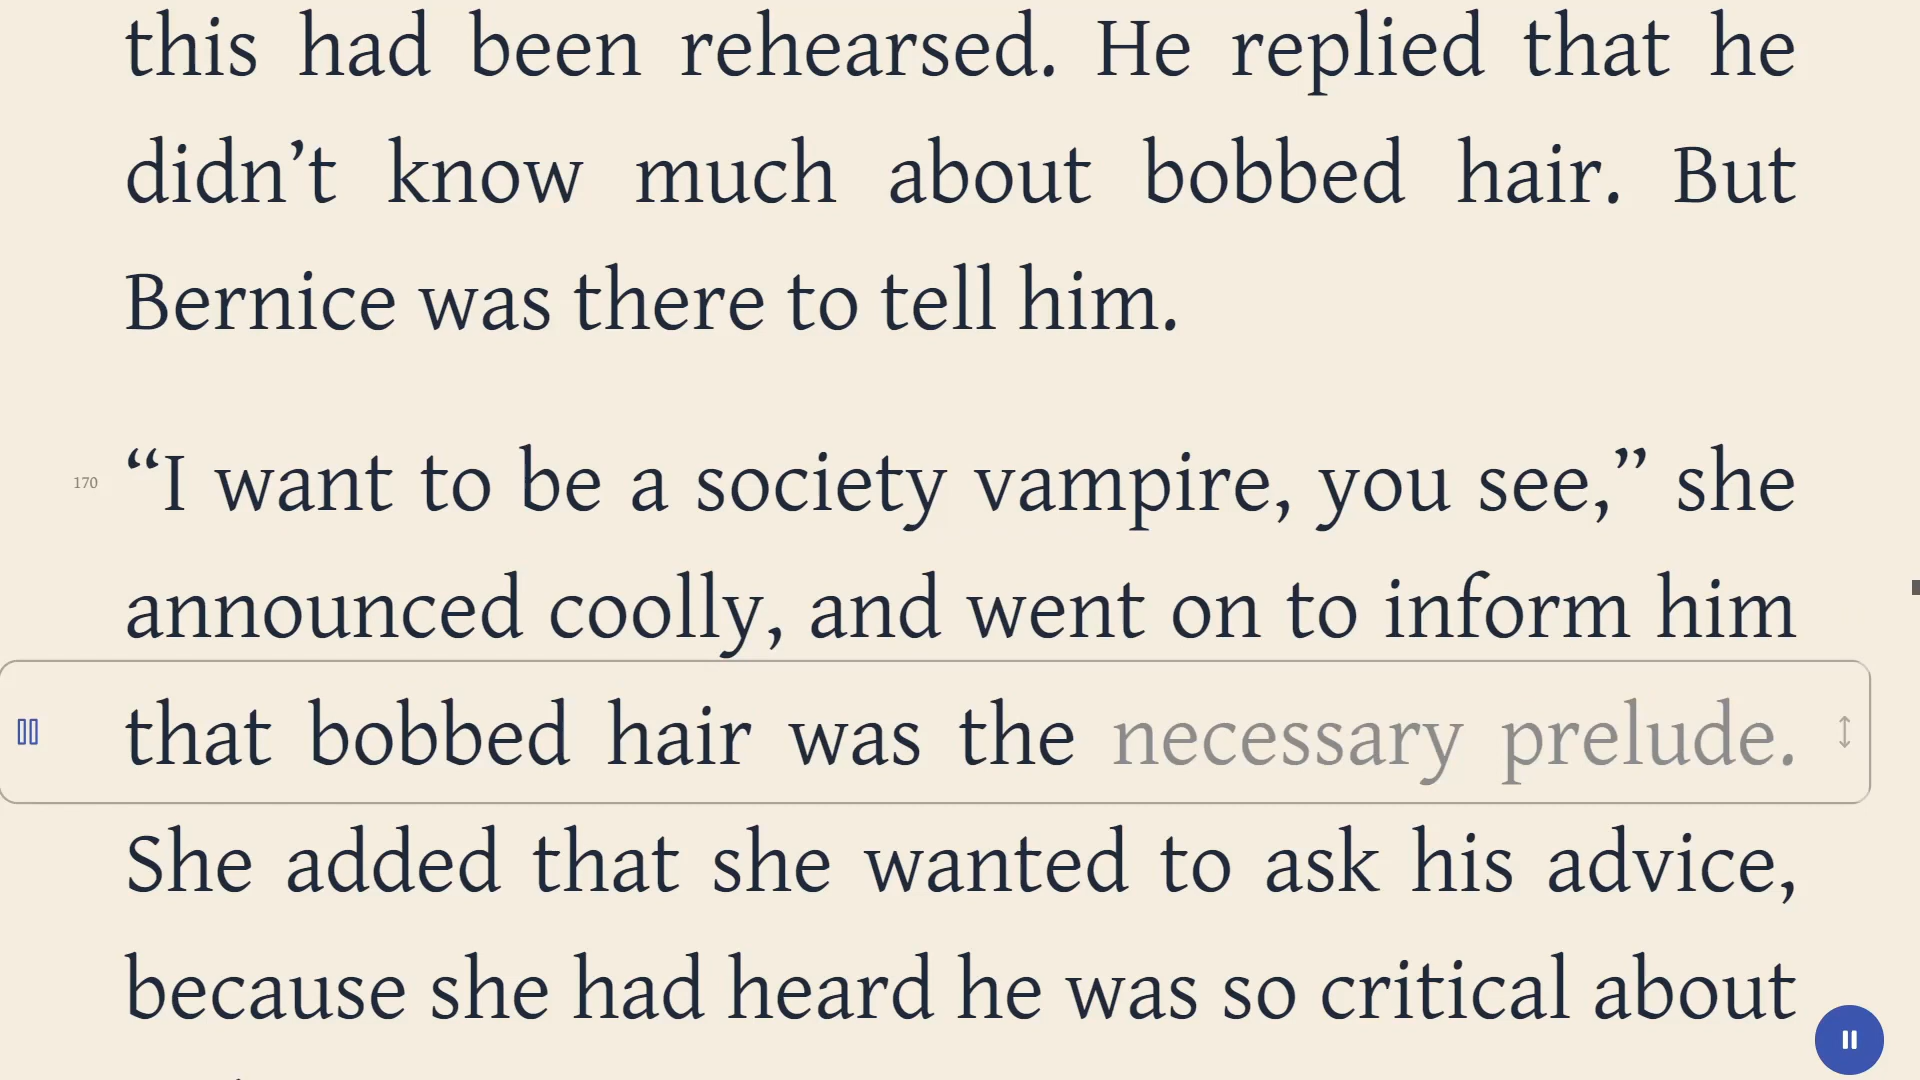 this had been rehearsed. He replied that he
didn’t know much about bobbed hair. But
Bernice was there to tell him.
170
“I want to be a society vampire, you see,” she
announced coolly, and went on to inform him
that bobbed hair was the necessary prelude.
She added that she wanted to ask his advice,
because she had heard he was so critical about